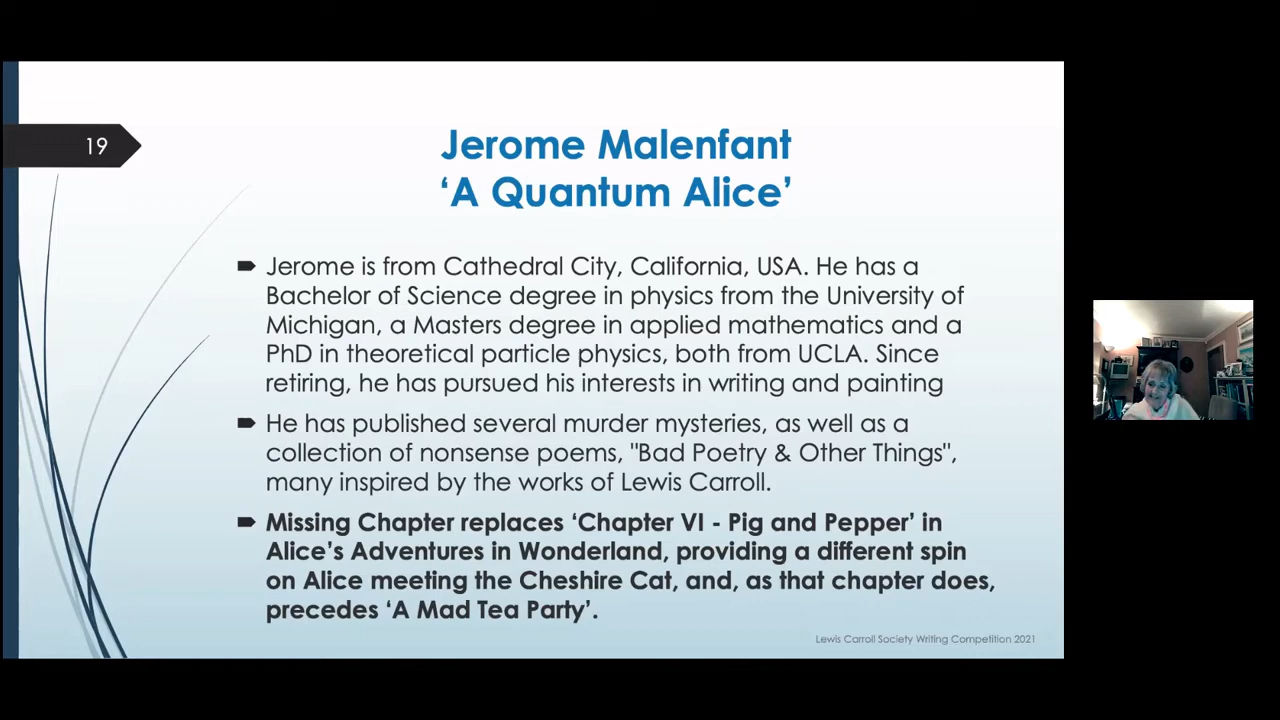 19
Jerome Malenfant
‘A Quantum Alice’
Jerome is from Cathedral City, California, USA. He has a
Bachelor of Science degree in physics from the University of
Michigan, a Masters degree in applied mathematics and a
PhD in theoretical particle physics, both from UCLA. Since
retiring, he has pursued his interests in writing and painting
He has published several murder mysteries, as well as a
collection of nonsense poems, "Bad Poetry & Other Things",
many inspired by the works of Lewis Carroll.
Missing Chapter replaces ‘Chapter VI - Pig and Pepper’ in
Alice’s Adventures in Wonderland, providing a different spin
on Alice meeting the Cheshire Cat, and, as that chapter does,
precedes ‘A Mad Tea Party’.
Lewis Carroll Society Writing Competition 2021